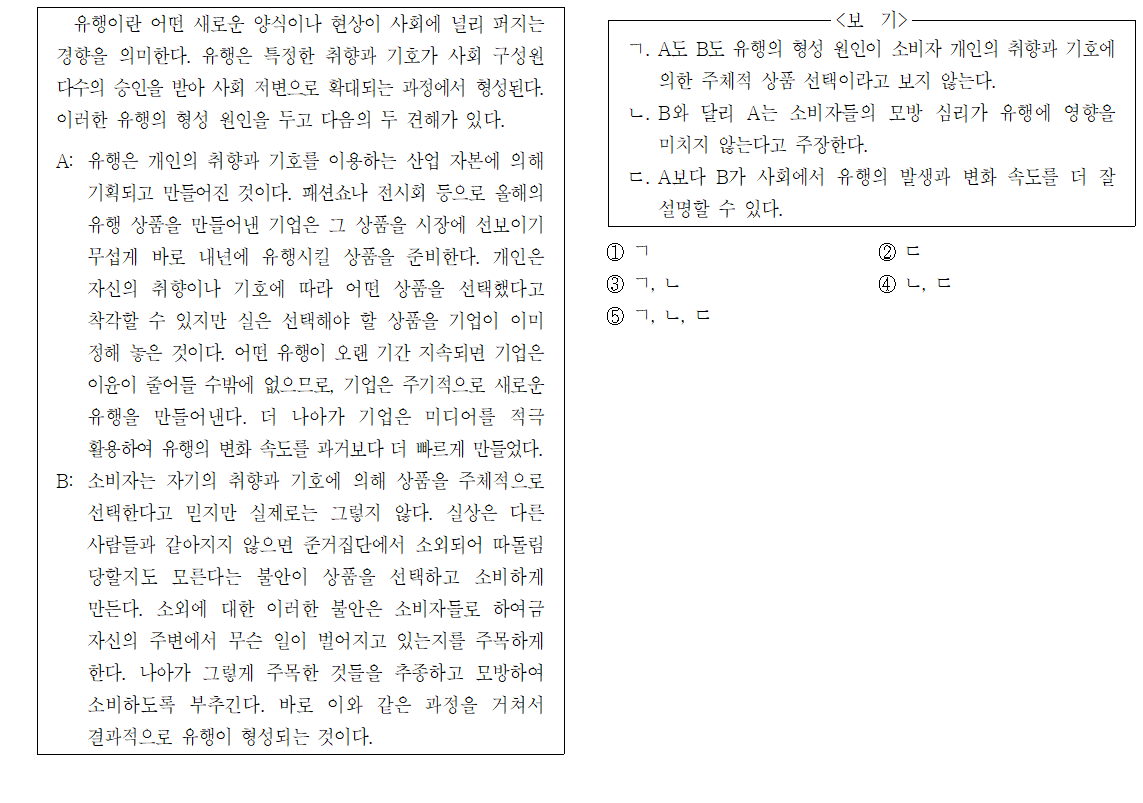 유행이란 어떤 새로운 양식이나 현상이 사회에 널리 퍼지는
경향을 의미한다. 유행은 특정한 취향과 기호가 사회 구성원
다수의 승인을 받아 사회 저변으로 확대되는 과정에서 형성된다.
이러한 유행의 형성 원인을 두고 다음의 두 견해가 있다.
A: 유행은 개인의 취향과 기호를 이용하는 산업 자본에 의해
기획되고 만들어진 것이다. 패션쇼나 전시회 등으로 올해의
유행 상품을 만들어낸 기업은 그 상품을 시장에 선보이기
무섭게 바로 내년에 유행시킬 상품을 준비한다. 개인은
자신의 취향이나 기호에 따라 어떤 상품을 선택했다고
착각할 수 있지만 실은 선택해야 할 상품을 기업이 이미
정해 놓은 것이다. 어떤 유행이 오랜 기간 지속되면 기업은
이윤이 줄어들 수밖에 없으므로, 기업은 주기적으로 새로운
유행을 만들어낸다. 더 나아가 기업은 미디어를 적극
활용하여 유행의 변화 속도를 과거보다 더 빠르게 만들었다.
B: 소비자는 자기의 취향과 기호에 의해 상품을 주체적으로
선택한다고 믿지만 실제로는 그렇지 않다. 실상은 다른
사람들과 같아지지 않으면 준거집단에서 소외되어 따돌림
당할지도 모른다는 불안이 상품을 선택하고 소비하게
만든다. 소외에 대한 이러한 불안은 소비자들로 하여금
자신의 주변에서 무슨 일이 벌어지고 있는지를 주목하게
한다. 나아가 그렇게 주목한 것들을 추종하고 모방하여
소비하도록 부추긴다. 바로 이와 같은 과정을 거쳐서
결과적으로 유행이 형성되는 것이다.
<보 기>
ㄱ. A도 B도 유행의 형성 원인이 소비자 개인의 취향과 기호에
의한 주체적 상품 선택이라고 보지 않는다.
ㄴ. B와 달리 A는 소비자들의 모방 심리가 유행에 영향을
미치지 않는다고 주장한다.
ㄷ. A보다 B가 사회에서 유행의 발생과 변화 속도를 더 잘
설명할 수 있다.
① ㄱ ② ㄷ
③ ㄱ, ㄴ ④ ㄴ, ㄷ
⑤ ㄱ, ㄴ, ㄷ